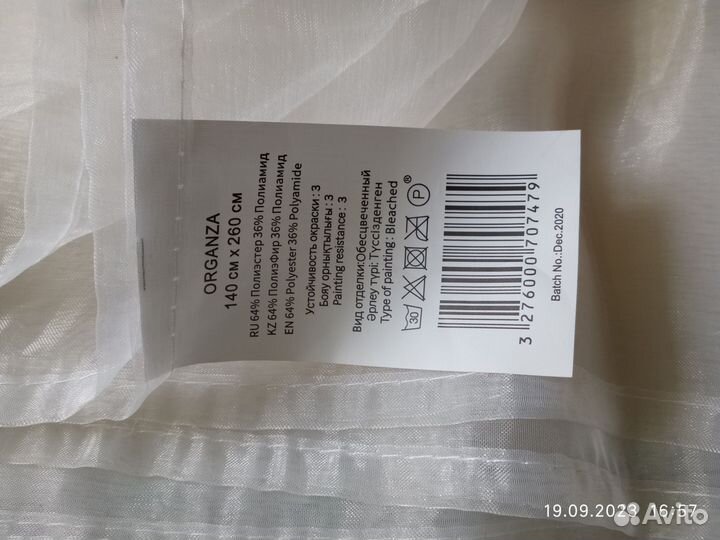 ORGANZA
140 см x 260 см
RU 64% Полиэстер 36% Полиамид
KZ 64% ПолиэФир 36% Полиамид
EN 64% Polyester 36% Polyamide
Устойчивость окраски : 3
Бояу орнықтылығы : 3
Painting resistance : 3
Вид отделки:Обесцвеченный
Әрлеу түрі: Түссізденген
Type of painting: Bleached
30 P ®
3 276000 707479
Batch No.:Dec.2020
19.09.2023 16:57
Avito